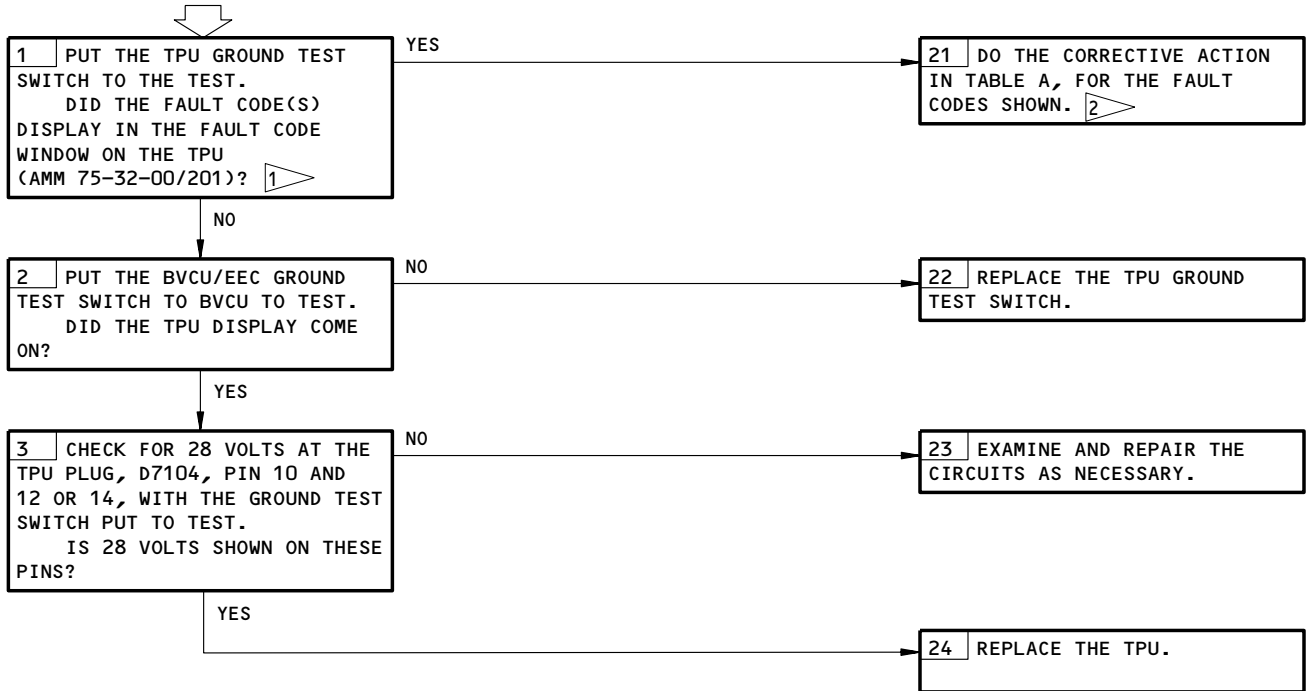 1 PUT THE TPU GROUND TEST
SWITCH TO THE TEST.
DID THE FAULT CODE(S)
DISPLAY IN THE FAULT CODE
WINDOW ON THE TPU
(AMM 75-32-00/201)? 1
YES
21 DO THE CORRECTIVE ACTION
IN TABLE A, FOR THE FAULT
CODES SHOWN. 2
NO
2 PUT THE BVCU/EEC GROUND
TEST SWITCH TO BVCU TO TEST.
DID THE TPU DISPLAY COME
ON?
NO
22 REPLACE THE TPU GROUND
TEST SWITCH.
YES
3 CHECK FOR 28 VOLTS AT THE
TPU PLUG, D7104, PIN 10 AND
12 OR 14, WITH THE GROUND TEST
SWITCH PUT TO TEST.
IS 28 VOLTS SHOWN ON THESE
PINS?
NO
23 EXAMINE AND REPAIR THE
CIRCUITS AS NECESSARY.
YES
24 REPLACE THE TPU.